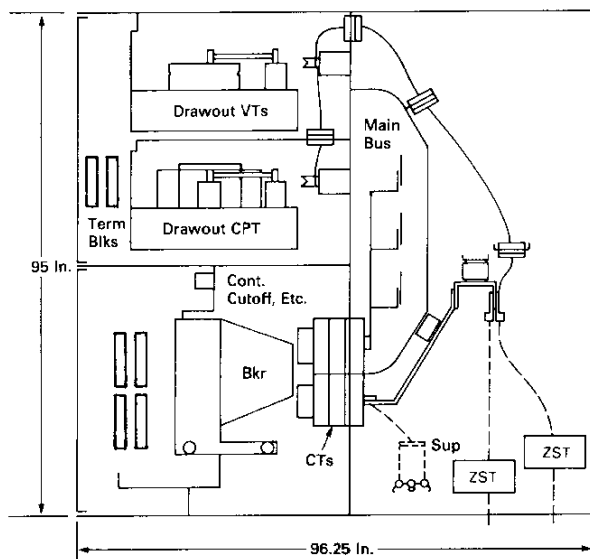 Drawout VTs
Main
Bus
Drawout CPT
Term
Blks
95 In.
Cont.
Cutoff, Etc.
Bkr
CTs
Sup
ZST
ZST
96.25 In.